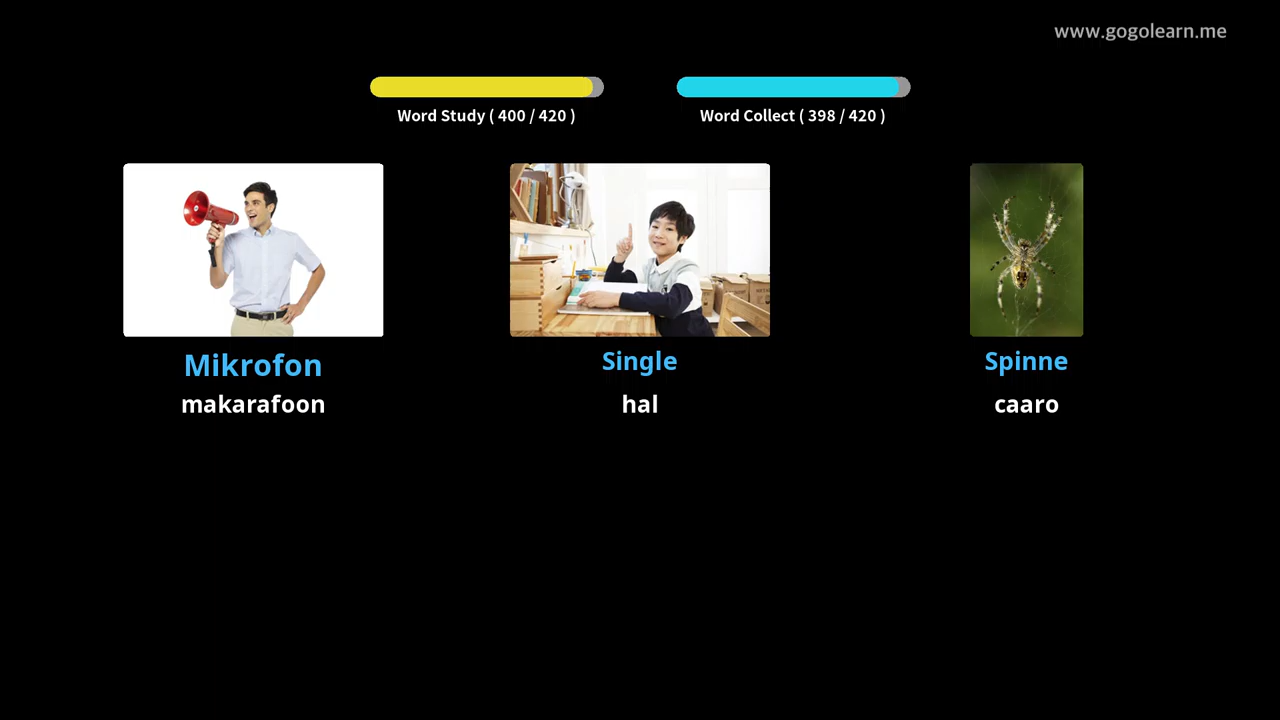 www.gogolearn.me
Word Study ( 400 / 420 )
Word Collect ( 398 / 420 )
Mikrofon
makarafoon
Single
hal
Spinne
caaro